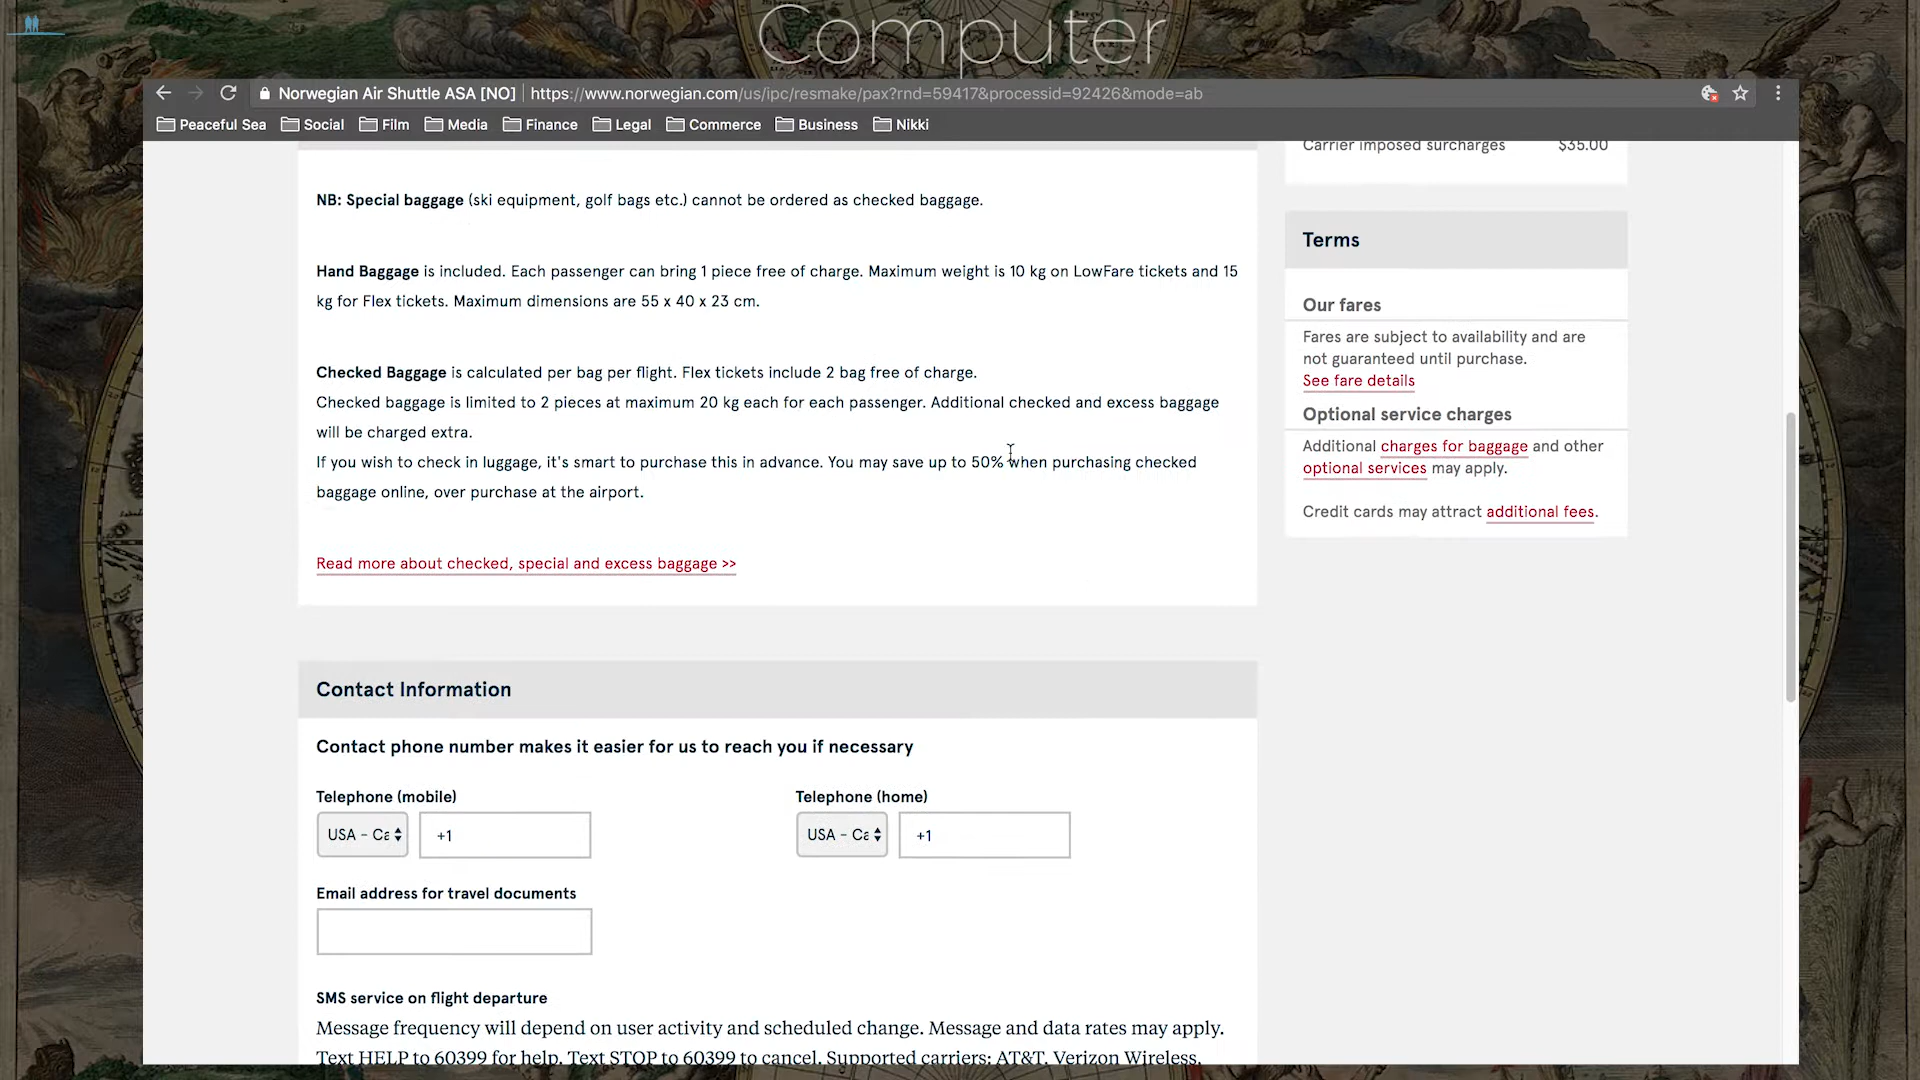 Computer
Norwegian Air Shuttle ASA [NO] https://www.norwegian.com/us/ipc/resmake/pax?rnd=59417&processid=92426&mode=ab
Peaceful Sea Social Film Media Finance Legal Commerce Business Nikki
Carrier imposed surcharges $35.00
NB: Special baggage (ski equipment, golf bags etc.) cannot be ordered as checked baggage.
Hand Baggage is included. Each passenger can bring 1 piece free of charge. Maximum weight is 10 kg on LowFare tickets and 15
kg for Flex tickets. Maximum dimensions are 55 x 40 x 23 cm.
Checked Baggage is calculated per bag per flight. Flex tickets include 2 bag free of charge.
Checked baggage is limited to 2 pieces at maximum 20 kg each for each passenger. Additional checked and excess baggage
will be charged extra.
If you wish to check in luggage, it's smart to purchase this in advance. You may save up to 50% when purchasing checked
baggage online, over purchase at the airport.
Read more about checked, special and excess baggage >>
Terms
Our fares
Fares are subject to availability and are
not guaranteed until purchase.
See fare details
Optional service charges
Additional charges for baggage and other
optional services may apply.
Credit cards may attract additional fees.
Contact Information
Contact phone number makes it easier for us to reach you if necessary
Telephone (mobile) Telephone (home)
USA - Ca +1 USA - Ca +1
Email address for travel documents
SMS service on flight departure
Message frequency will depend on user activity and scheduled change. Message and data rates may apply.
Text HELP to 60399 for help. Text STOP to 60399 to cancel. Supported carriers: AT&T, Verizon Wireless,